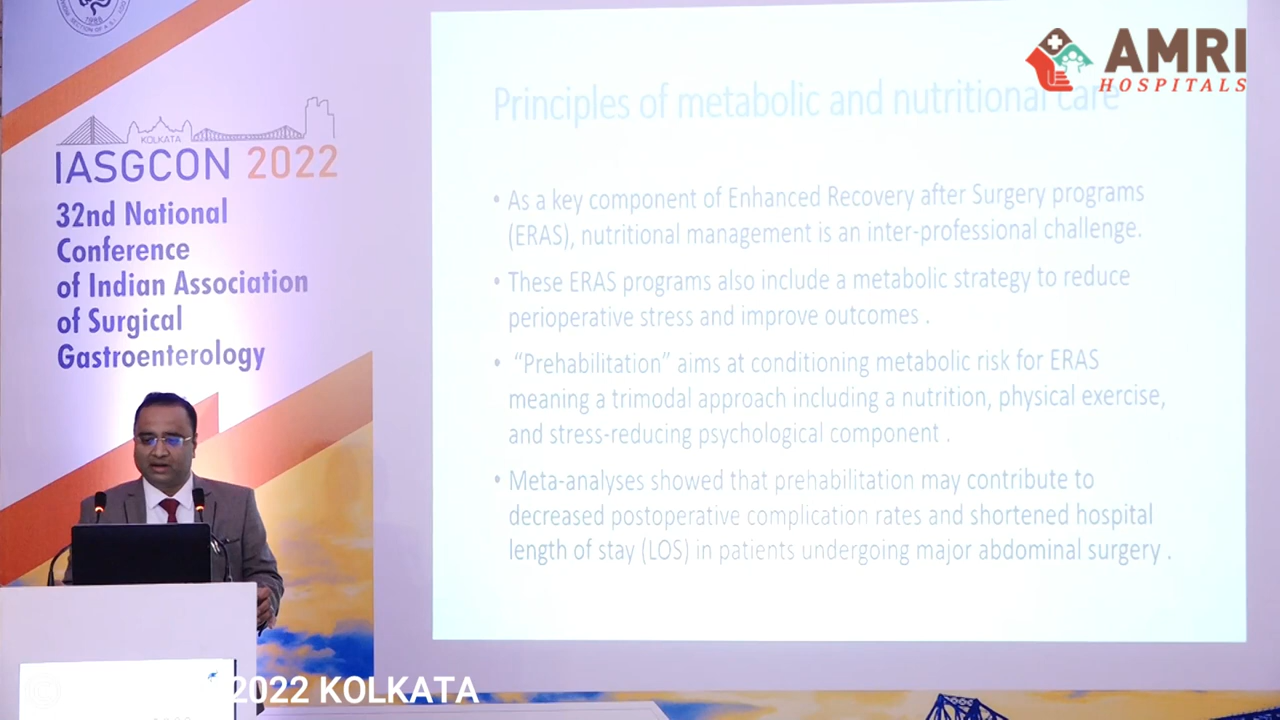 1988
KOLKATA
IASGCON 2022
32nd National
Conference
of Indian Association
of Surgical
Gastroenterology
AMRI
HOSPITALS
Principles of metabolic and nutritional care
• As a key component of Enhanced Recovery after Surgery programs
(ERAS), nutritional management is an inter-professional challenge.
• These ERAS programs also include a metabolic strategy to reduce
perioperative stress and improve outcomes .
• “Prehabilitation” aims at conditioning metabolic risk for ERAS
meaning a trimodal approach including a nutrition, physical exercise,
and stress-reducing psychological component .
• Meta-analyses showed that prehabilitation may contribute to
decreased postoperative complication rates and shortened hospital
length of stay (LOS) in patients undergoing major abdominal surgery .
2022 KOLKATA